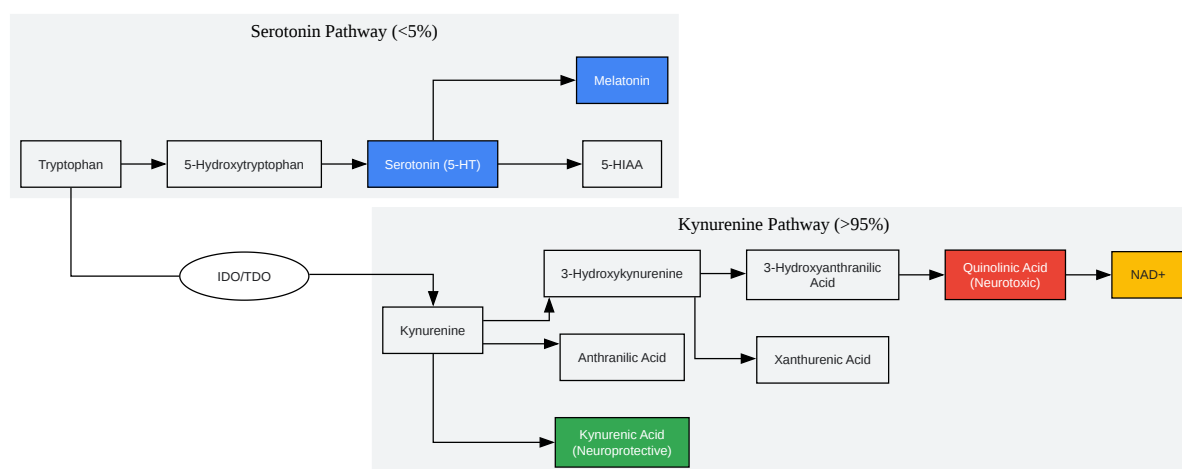 Serotonin Pathway (<5%)
Melatonin
Tryptophan
5-Hydroxytryptophan
Serotonin (5-HT)
5-HIAA
Kynurenine Pathway (>95%)
IDO/TDO
3-Hydroxykynurenine
3-Hydroxyanthranilic
Acid
Quinolinic Acid
(Neurotoxic)
NAD+
Kynurenine
Anthranilic Acid
Xanthurenic Acid
Kynurenic Acid
(Neuroprotective)